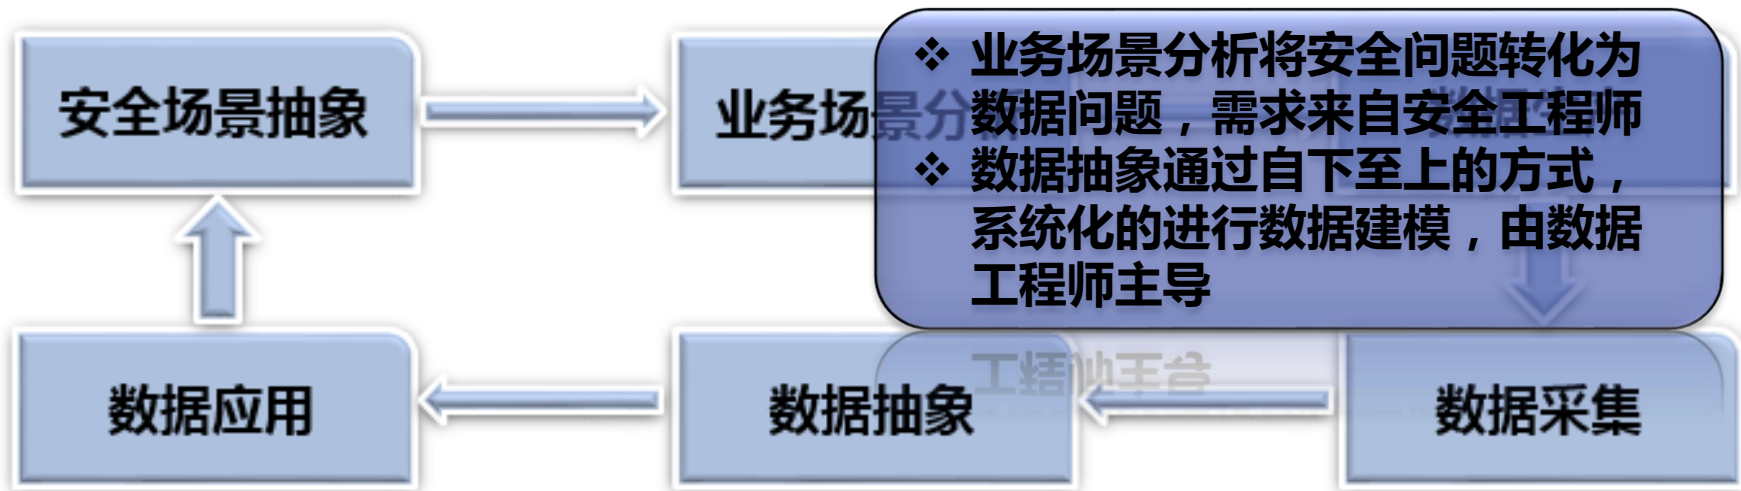 安全场景抽象
业务场景分析
❖ 业务场景分析将安全问题转化为
数据问题，需求来自安全工程师
❖ 数据抽象通过自下至上的方式，
系统化的进行数据建模，由数据
工程师主导
数据应用
数据抽象
数据采集